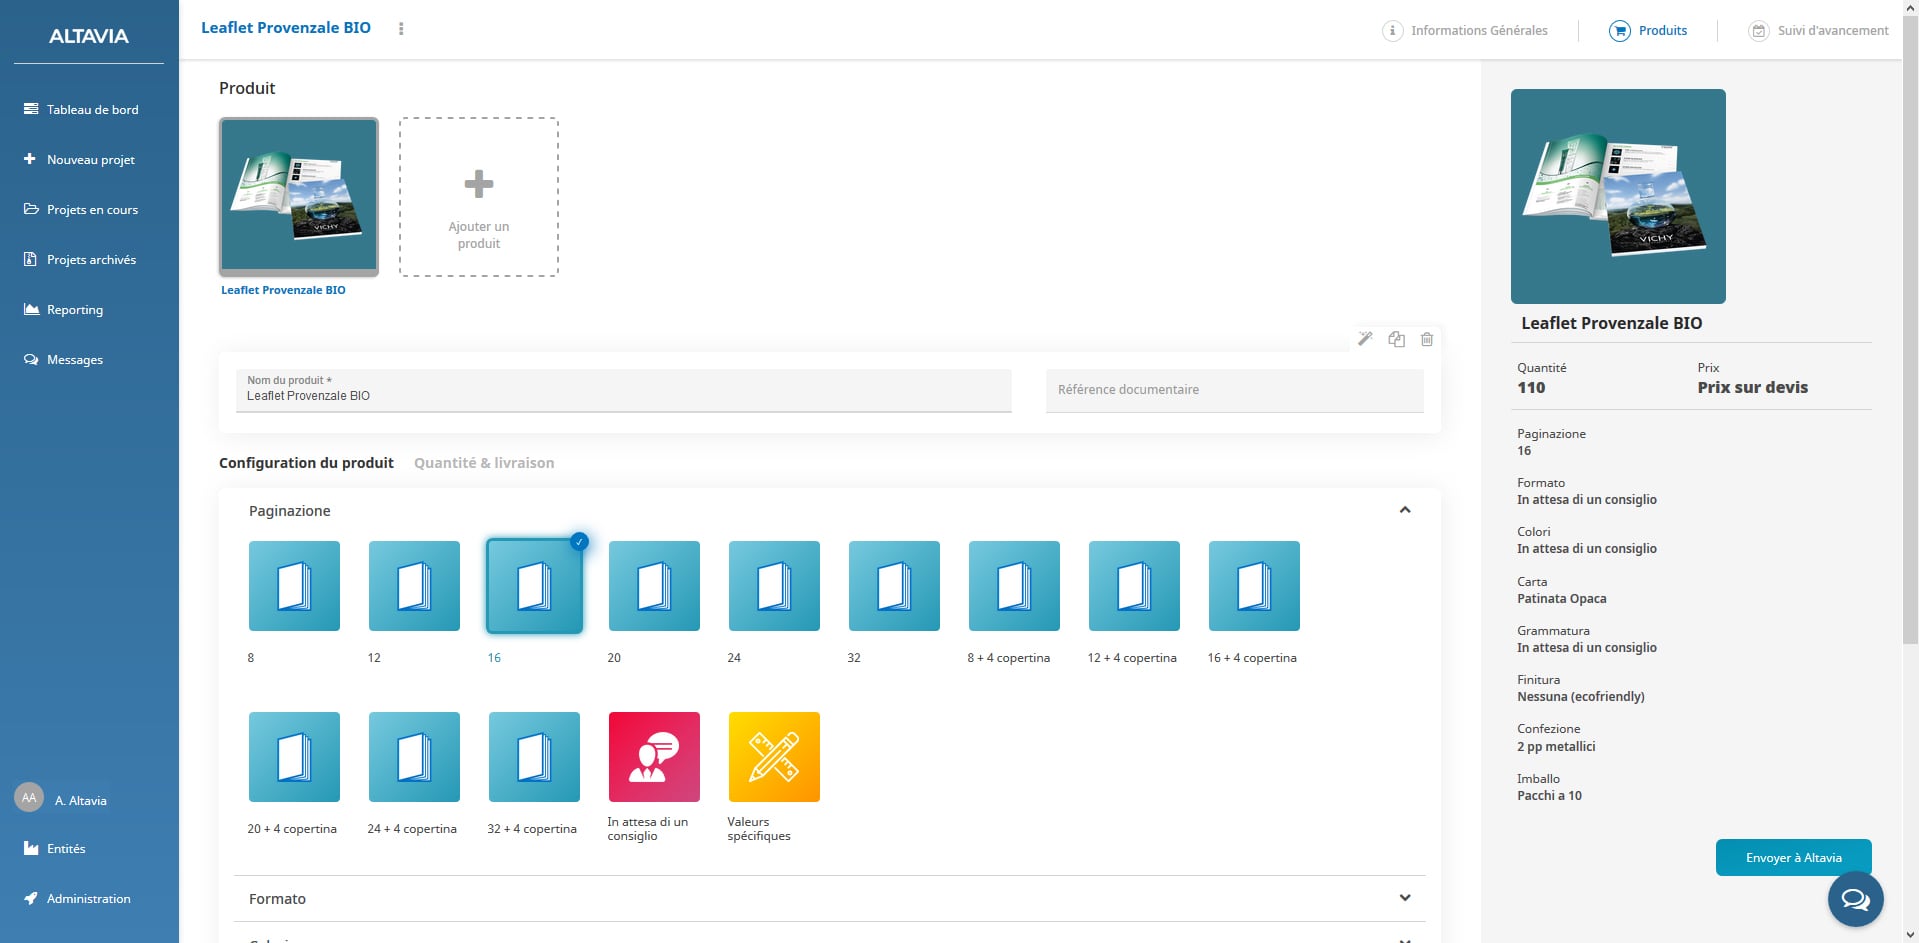 ALTAVIA
Tableau de bord
Nouveau projet
Projets en cours
Projets archivés
Reporting
Messages
AA
A. Altavia
Entités
Administration
Leaflet Provenzale BIO
Informations Générales
Produits
Suivi d'avancement
Produit
VICHY
Ajouter un
produit
Leaflet Provenzale BIO
Nom du produit *
Leaflet Provenzale BIO
Référence documentaire
Configuration du produit
Quantité & livraison
Paginazione
8
12
16
20
24
32
8 + 4 copertina
12 + 4 copertina
16 + 4 copertina
20 + 4 copertina
24 + 4 copertina
32 + 4 copertina
In attesa di un
consiglio
Valeurs
spécifiques
Formato
VICHY
Leaflet Provenzale BIO
Quantité
110
Prix
Prix sur devis
Paginazione
16
Formato
In attesa di un consiglio
Colori
In attesa di un consiglio
Carta
Patinata Opaca
Grammatura
In attesa di un consiglio
Finitura
Nessuna (ecofriendly)
Confezione
2 pp metallici
Imballo
Pacchi a 10
Envoyer à Altavia